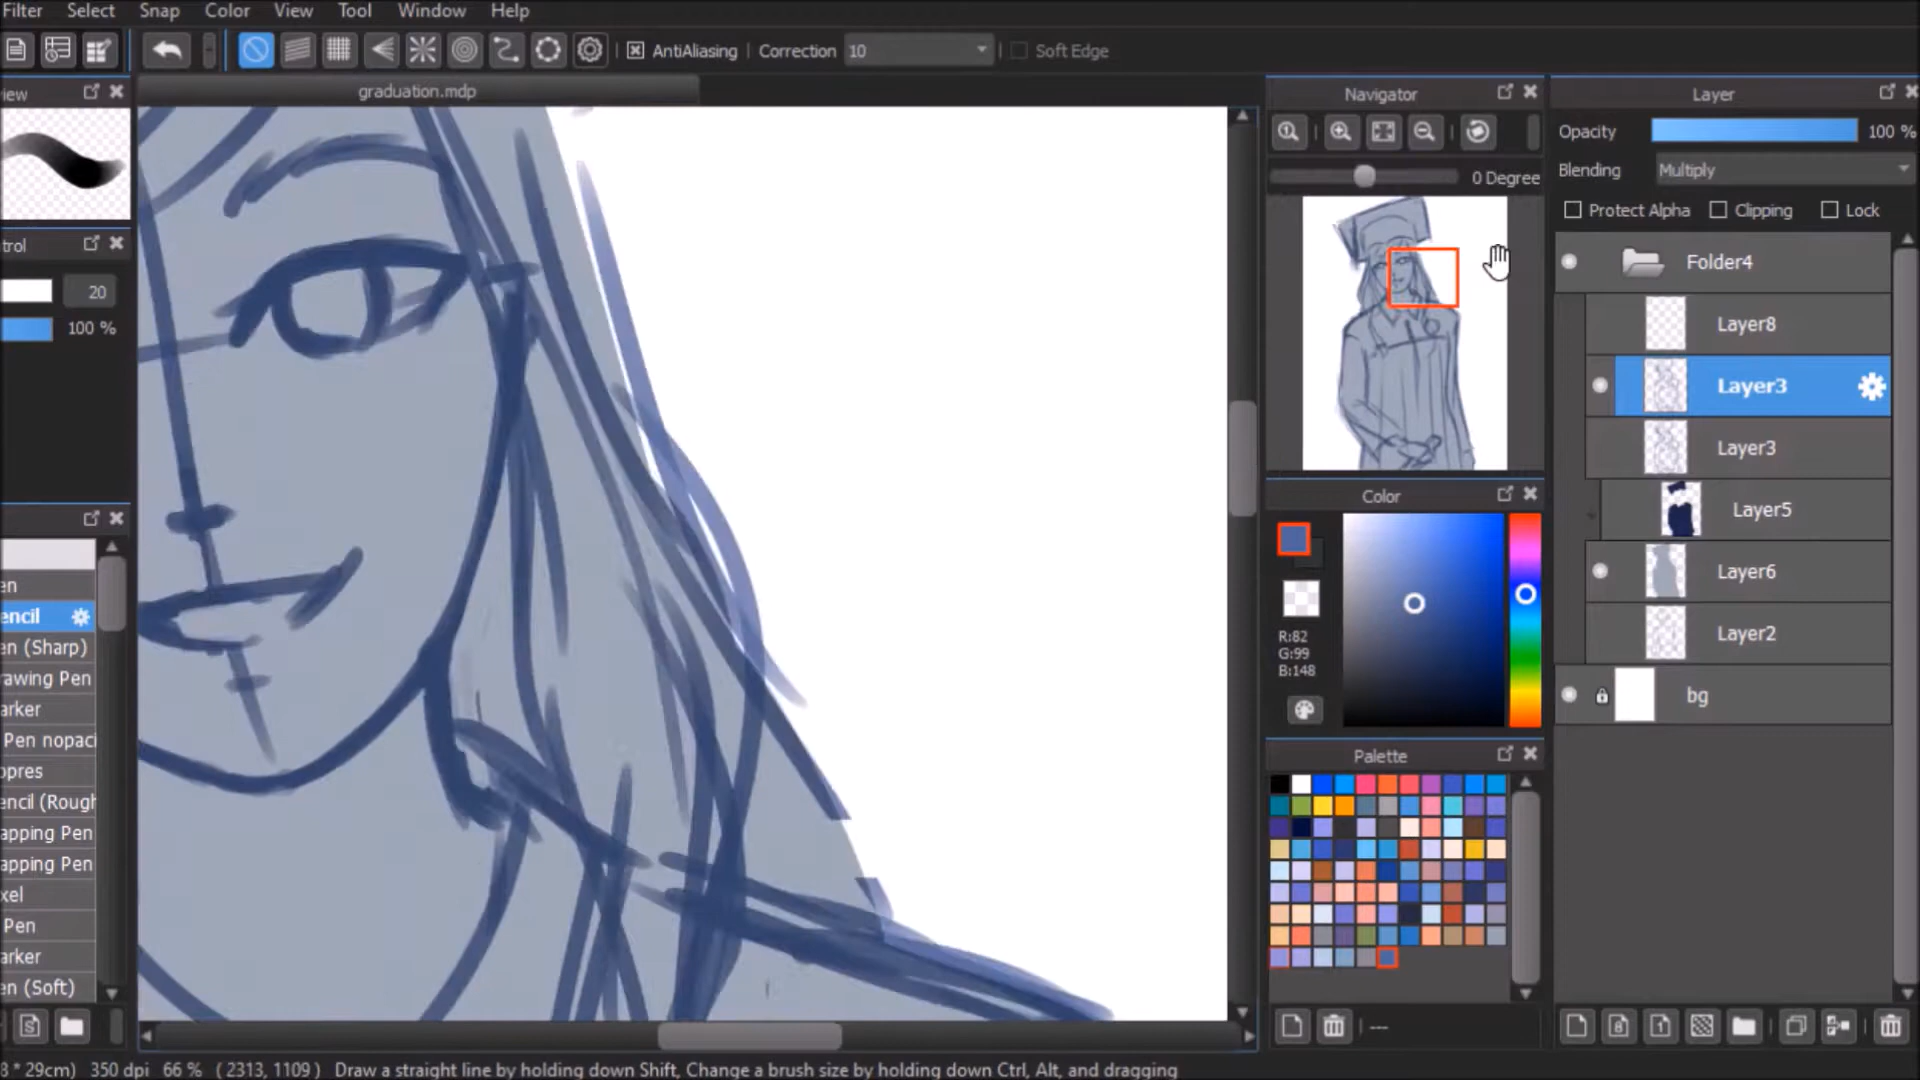 Filter Select Snap Color View Tool Window Help
AntiAliasing Correction 10 Soft Edge
iew
graduation.mdp
Navigator
Layer
Opacity 100 %
Blending Multiply
0 Degree
Protect Alpha Clipping Lock
trol
20
100 %
Folder4
Layer8
Layer3
Layer3
Layer5
Layer6
Layer2
bg
Color
R:82
G:99
B:148
Palette
en
encil
en (Sharp)
rawing Pen
arker
Pen nopaci
opres
encil (Rough
apping Pen
apping Pen
xel
Pen
arker
en (Soft)
---
8 * 29cm) 350 dpi 66 % ( 2313, 1109 ) Draw a straight line by holding down Shift, Change a brush size by holding down Ctrl, Alt, and dragging